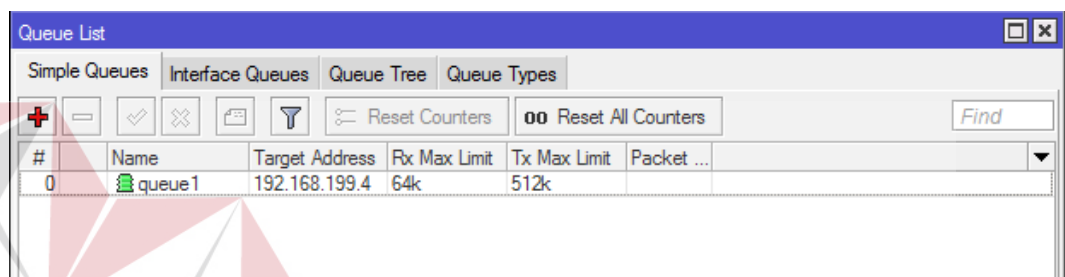 Queue List
Simple Queues Interface Queues Queue Tree Queue Types
Reset Counters 00 Reset All Counters Find
# Name Target Address Rx Max Limit Tx Max Limit Packet ...
0 queue1 192.168.199.4 64k 512k